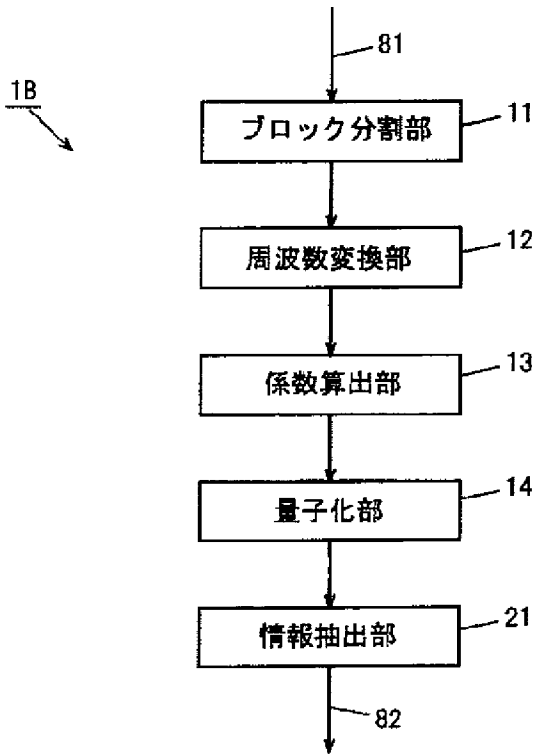 81
1B
ブロック分割部
11
周波数変換部
12
係数算出部
13
量子化部
14
情報抽出部
21
82